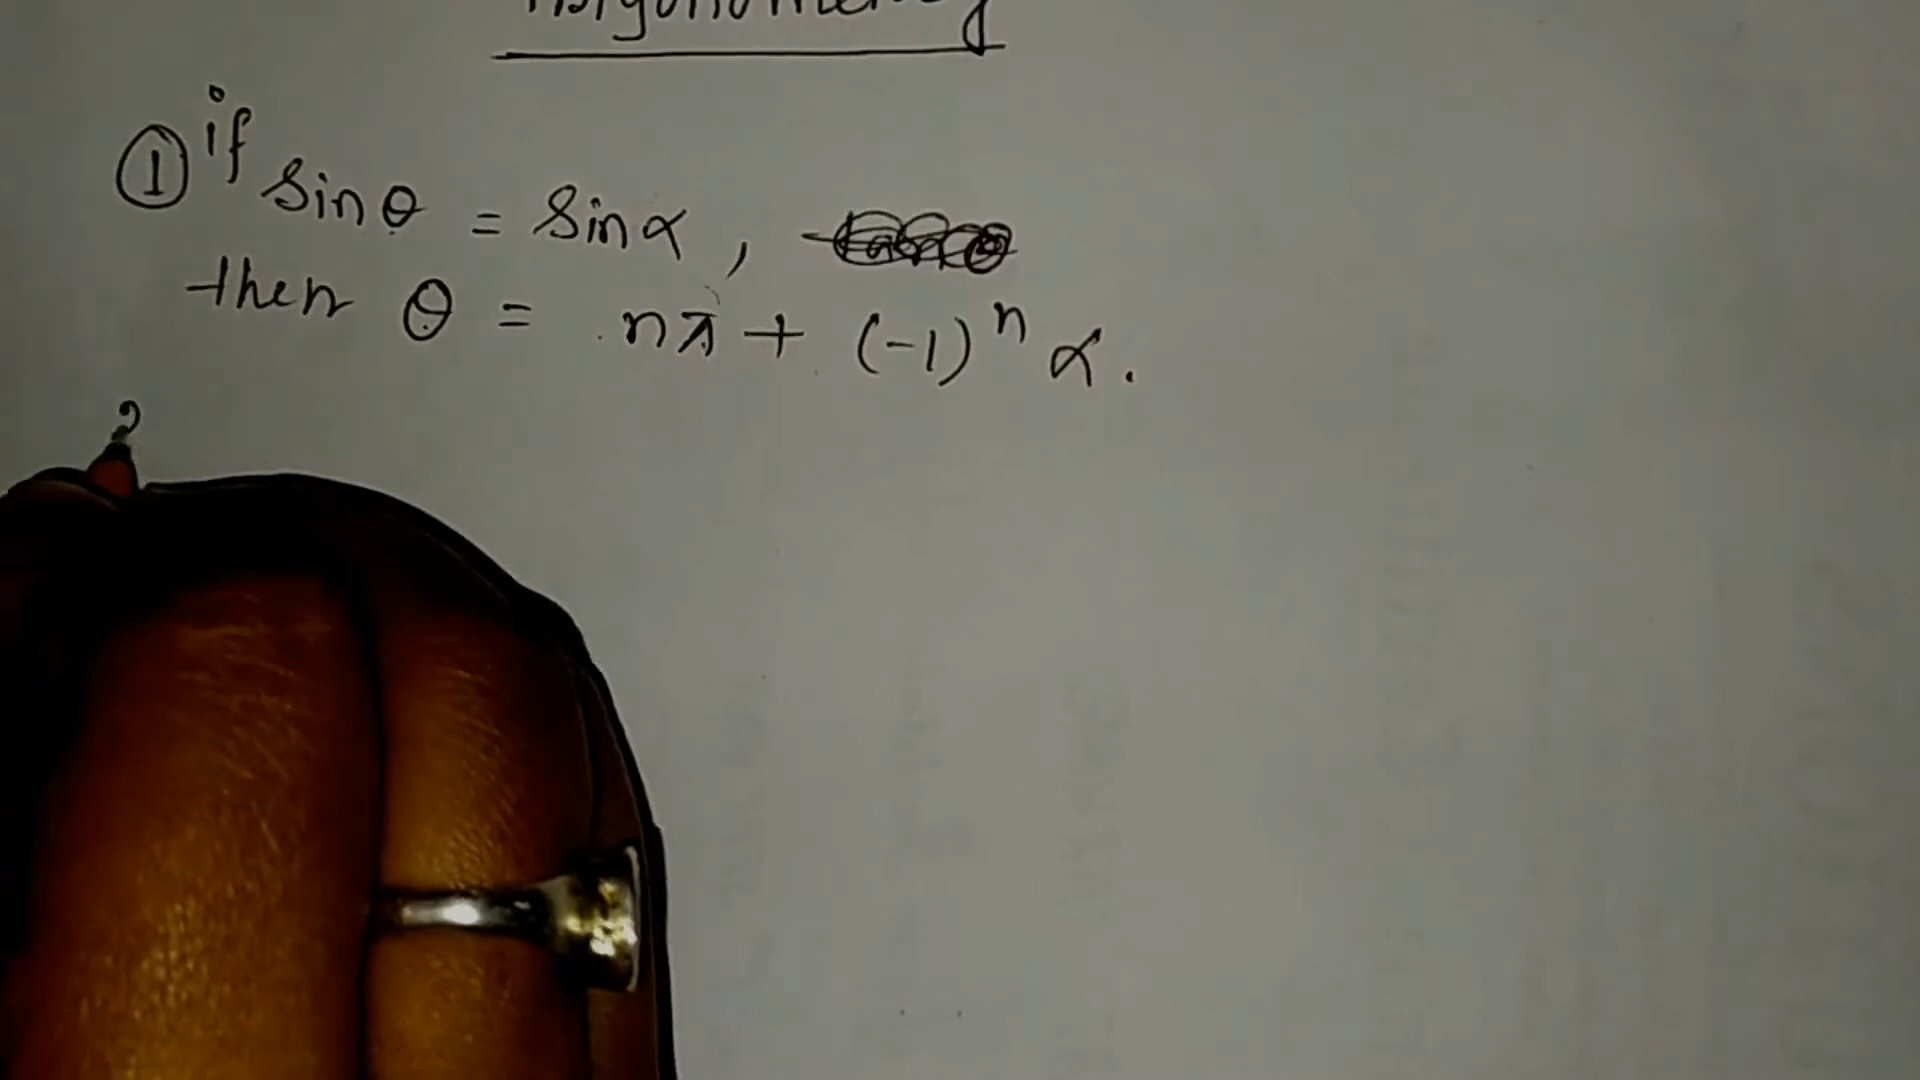 ① if sinθ = sinα,
then θ = nπ + (-1)ⁿ α.